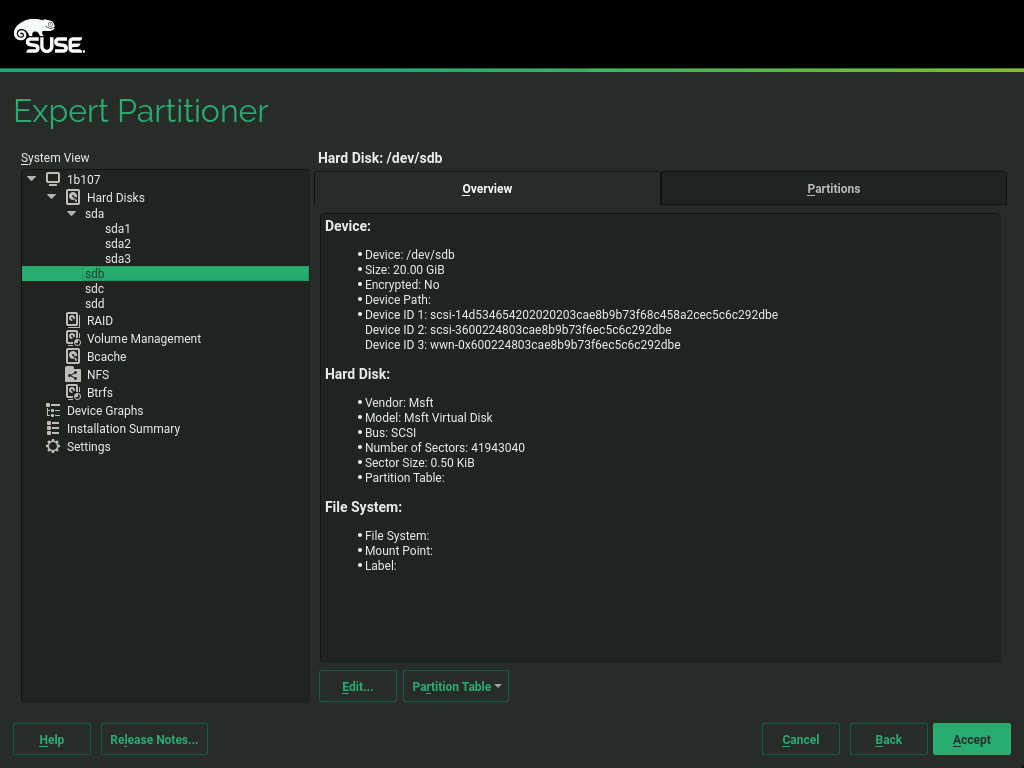 SUSE.
Expert Partitioner
System View
1b107
Hard Disks
sda
sda1
sda2
sda3
sdb
sdc
sdd
RAID
Volume Management
Bcache
NFS
Btrfs
Device Graphs
Installation Summary
Settings
Hard Disk: /dev/sdb
Overview Partitions
Device:
• Device: /dev/sdb
• Size: 20.00 GiB
• Encrypted: No
• Device Path:
• Device ID 1: scsi-14d534654202020203cae8b9b73f68c458a2cec5c6c292dbe
Device ID 2: scsi-3600224803cae8b9b73f6ec5c6c292dbe
Device ID 3: wwn-0x600224803cae8b9b73f6ec5c6c292dbe
Hard Disk:
• Vendor: Msft
• Model: Msft Virtual Disk
• Bus: SCSI
• Number of Sectors: 41943040
• Sector Size: 0.50 KiB
• Partition Table:
File System:
• File System:
• Mount Point:
• Label:
Edit... Partition Table
Help Release Notes... Cancel Back Accept